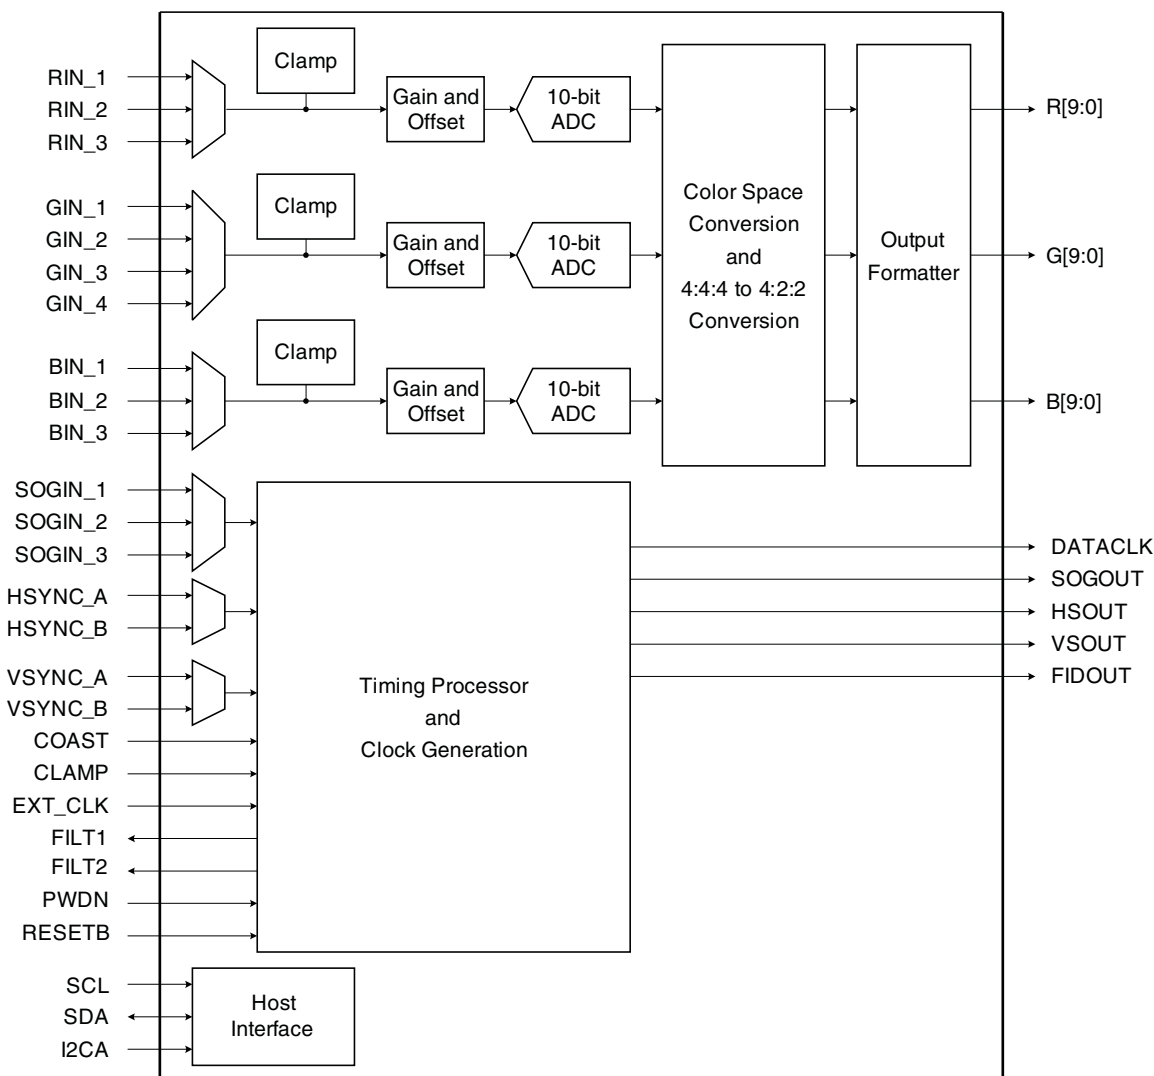 RIN_1
RIN_2
RIN_3
Clamp
Gain and
Offset
10-bit
ADC
R[9:0]
GIN_1
GIN_2
GIN_3
GIN_4
Clamp
Gain and
Offset
10-bit
ADC
Color Space
Conversion
and
4:4:4 to 4:2:2
Conversion
Output
Formatter
G[9:0]
BIN_1
BIN_2
BIN_3
Clamp
Gain and
Offset
10-bit
ADC
B[9:0]
SOGIN_1
SOGIN_2
SOGIN_3
HSYNC_A
HSYNC_B
VSYNC_A
VSYNC_B
COAST
CLAMP
EXT_CLK
FILT1
FILT2
PWDN
RESETB
Timing Processor
and
Clock Generation
DATACLK
SOGOUT
HSOUT
VSOUT
FIDOUT
SCL
SDA
I2CA
Host
Interface